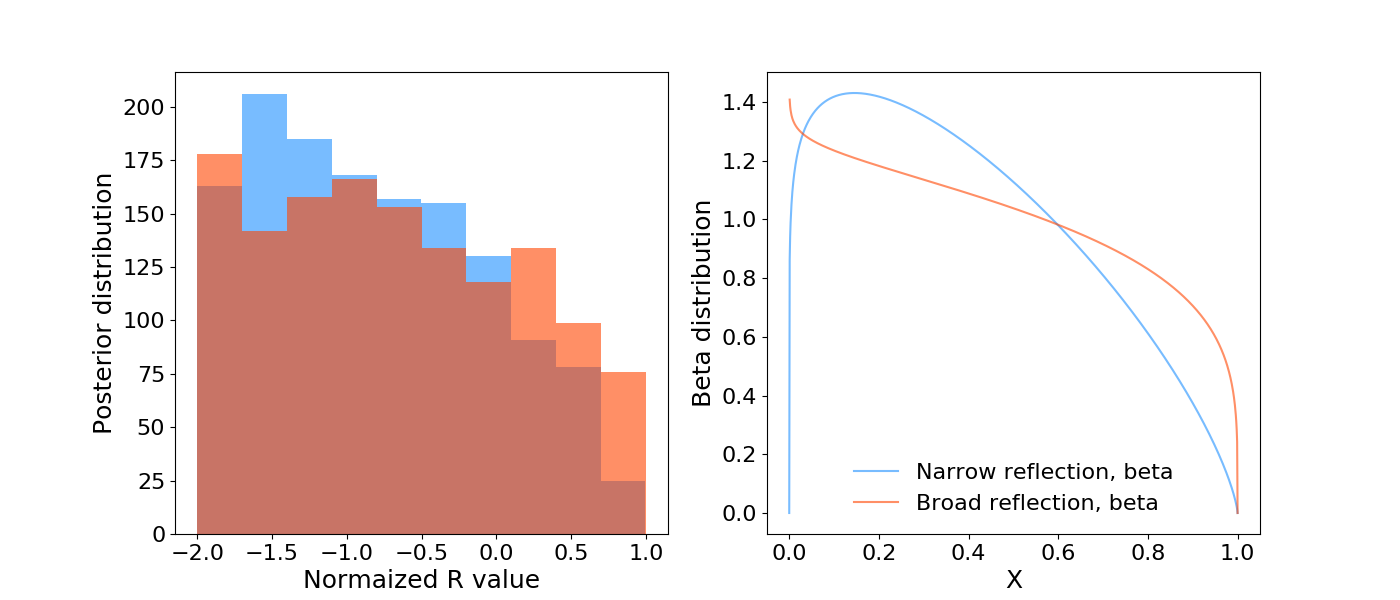 Posterior distribution
200
175
150
125
100
75
50
25
0
−2.0 −1.5 −1.0 −0.5 0.0 0.5 1.0
Normaized R value
Beta distribution
1.4
1.2
1.0
0.8
0.6
0.4
0.2
0.0
Narrow reflection, beta
Broad reflection, beta
0.0 0.2 0.4 0.6 0.8 1.0
X